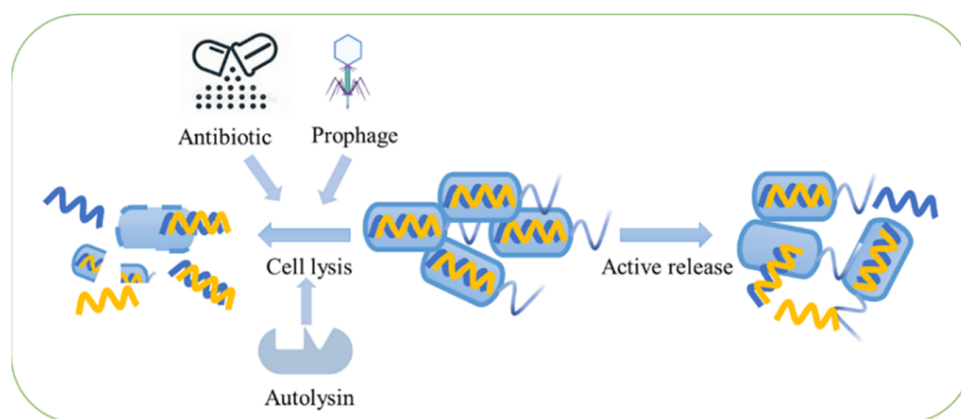 Antibiotic
Prophage
Cell lysis
Active release
Autolysin